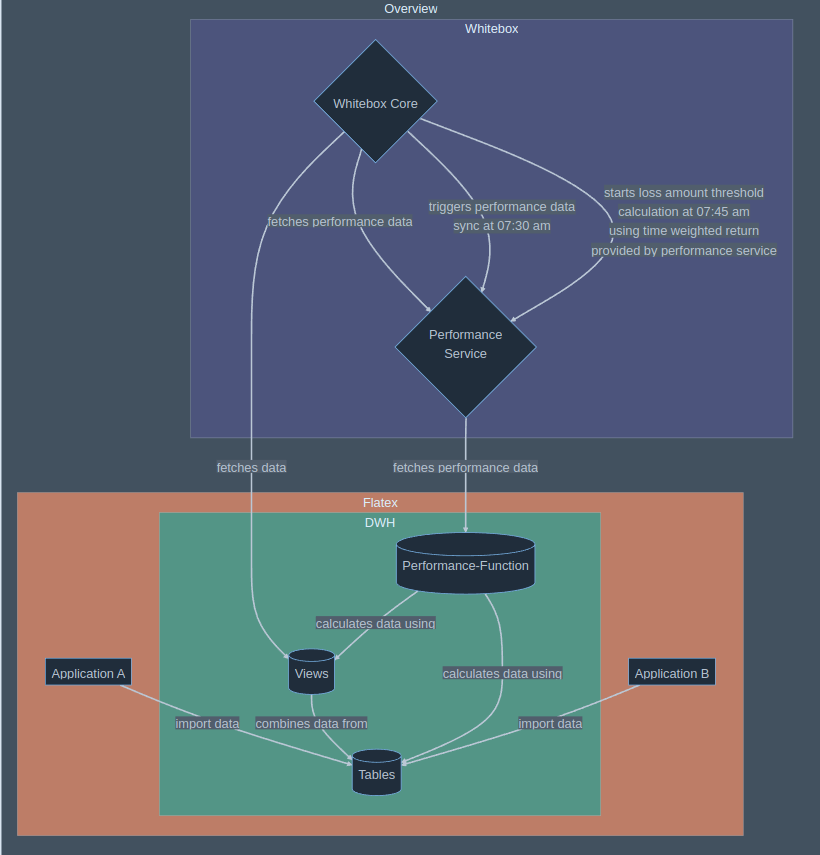 Overview
Whitebox
Whitebox Core
starts loss amount threshold
calculation at 07:45 am
using time weighted return
provided by performance service
triggers performance data
sync at 07:30 am
fetches performance data
Performance
Service
fetches data
fetches performance data
Flatex
DWH
Performance-Function
calculates data using
Application A
Views
calculates data using
Application B
import data
combines data from
import data
Tables